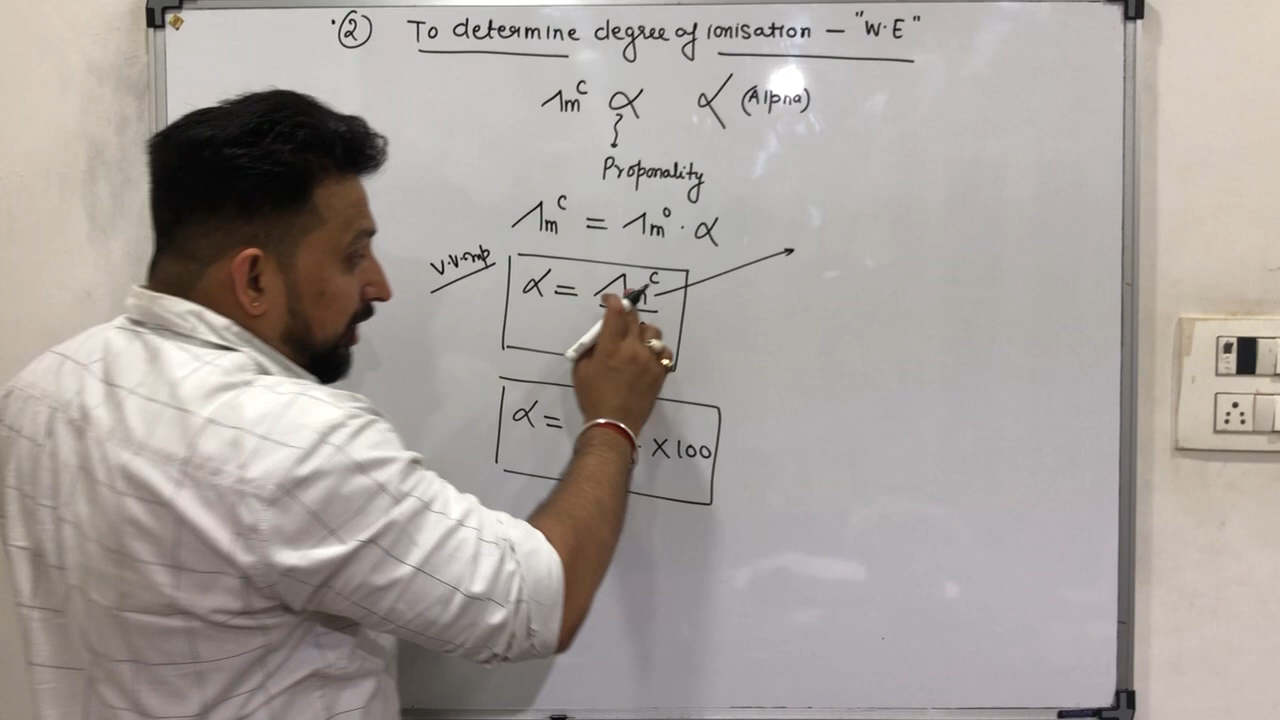 ② To determine degree of ionisation – "W.E"
Λm^c ∝ α (Alpha)
Proponality
Λm^c = Λm° · α
V.V.Imp
α = Λm^c
α = × 100